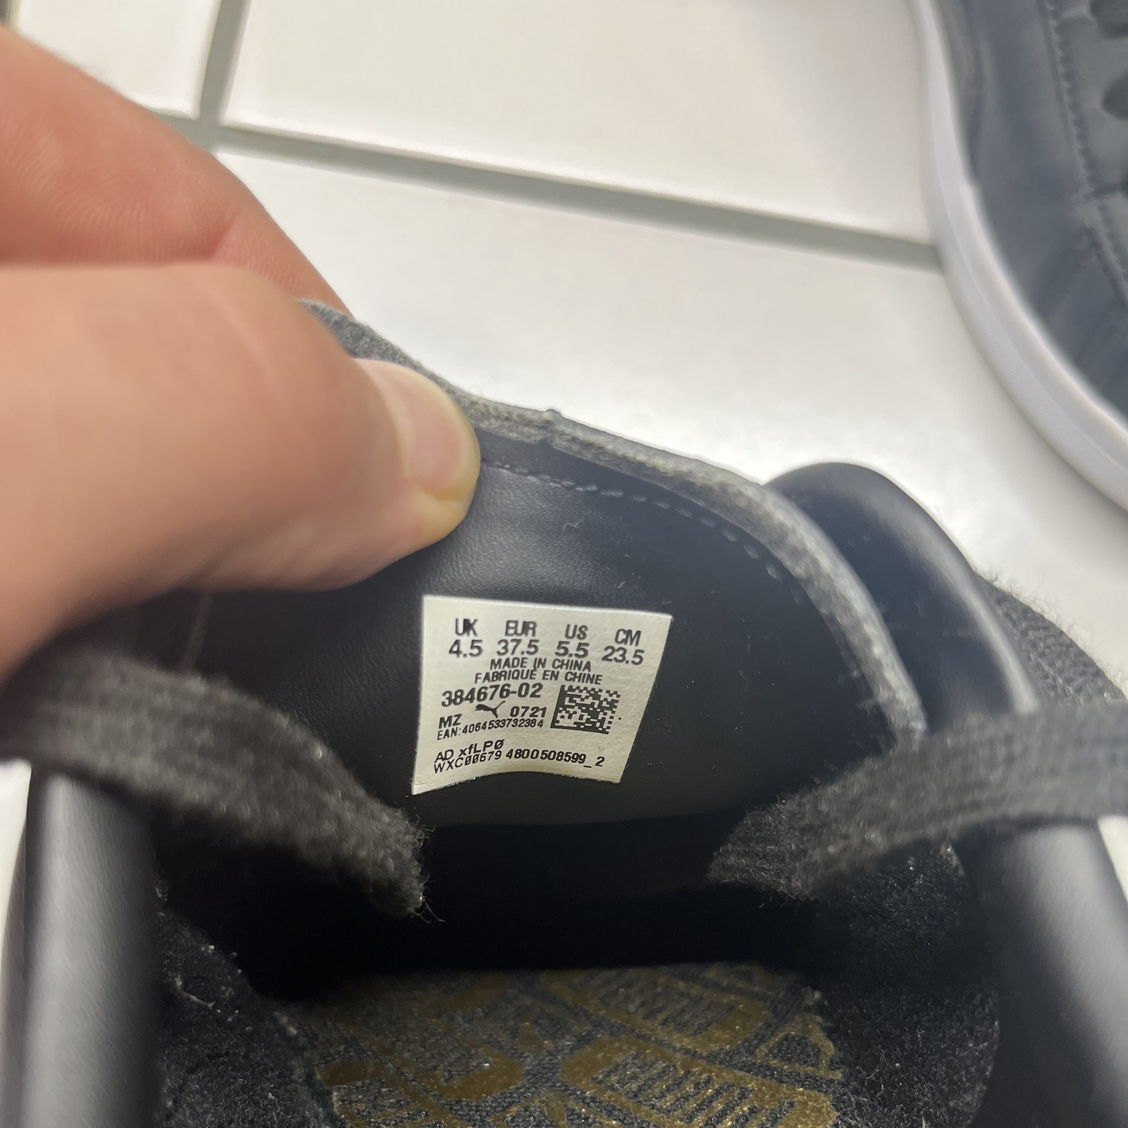 UK EUR US CM
4.5 37.5 5.5 23.5
MADE IN CHINA
FABRIQUÉ EN CHINE
384676-02
MZ 0721
EAN:4064533732384
AD xfLP0
WXC00679 4800508599_2